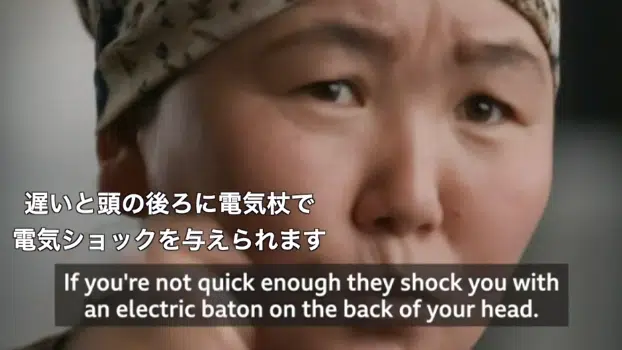 遅いと頭の後ろに電気杖で
電気ショックを与えられます
If you're not quick enough they shock you with
an electric baton on the back of your head.